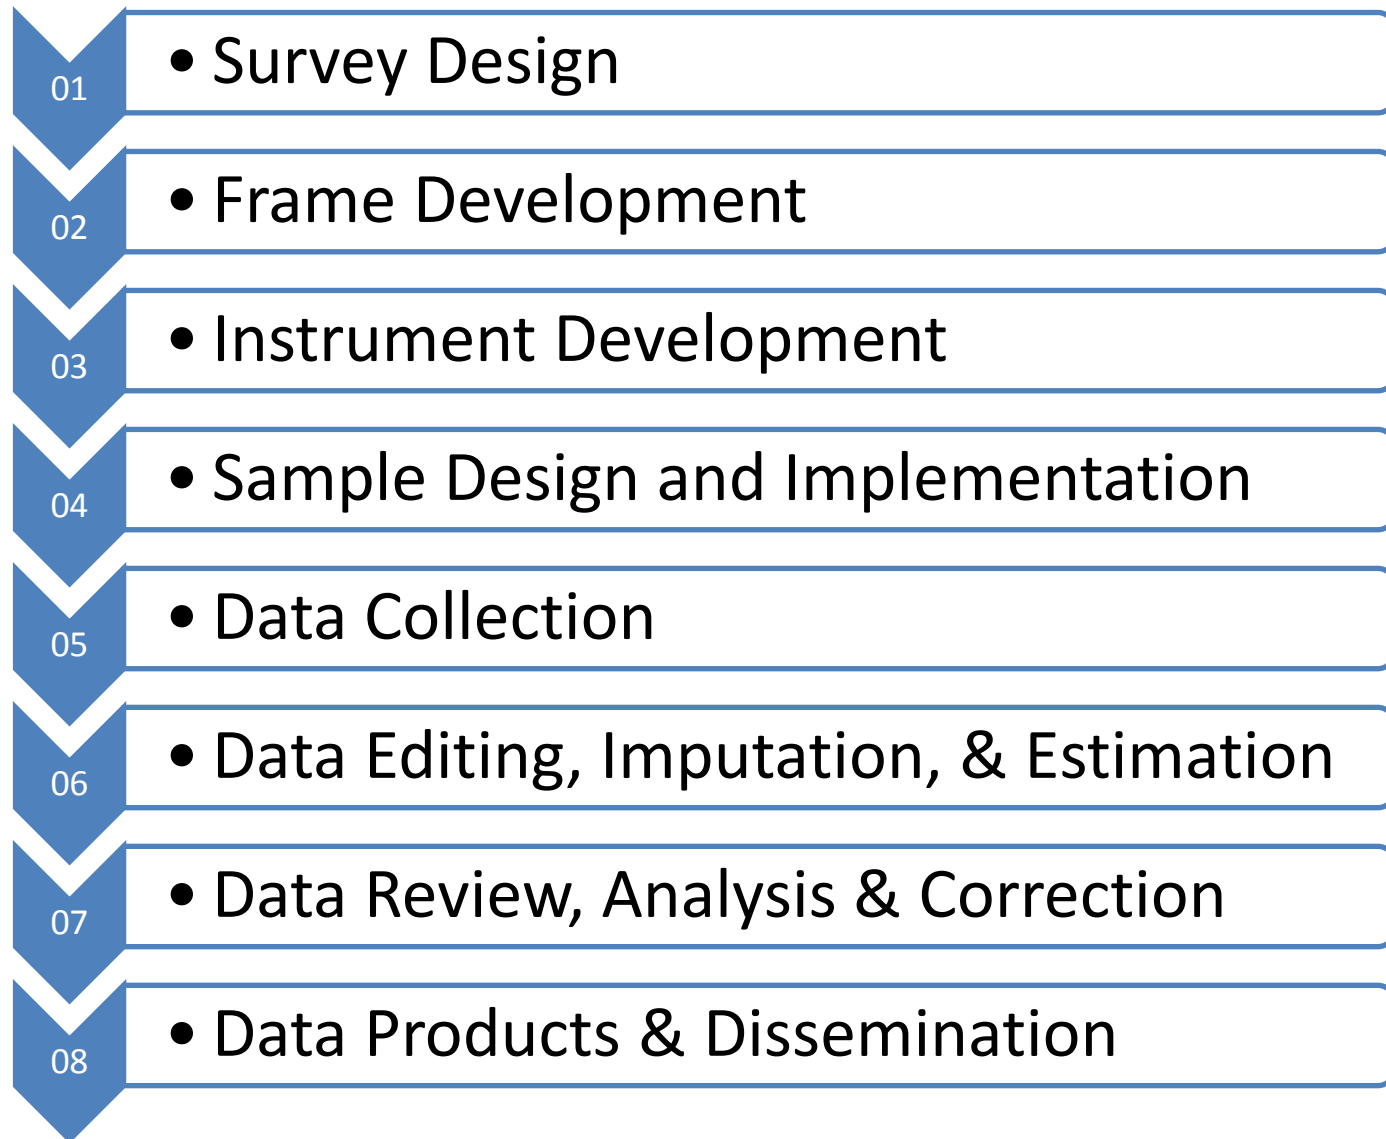 01
• Survey Design
02
• Frame Development
03
• Instrument Development
04
• Sample Design and Implementation
05
• Data Collection
06
• Data Editing, Imputation, & Estimation
07
• Data Review, Analysis & Correction
08
• Data Products & Dissemination